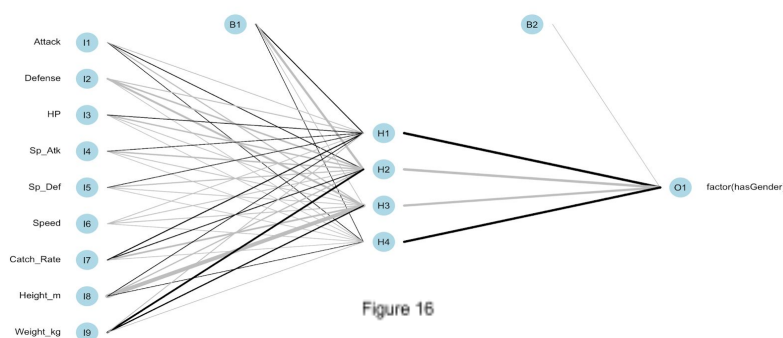 B1
B2
Attack I1
Defense I2
HP I3
H1
Sp_Atk I4
H2
Sp_Def I5
O1 factor(hasGender
H3
Speed I6
H4
Catch_Rate I7
Height_m I8
Figure 16
Weight_kg I9